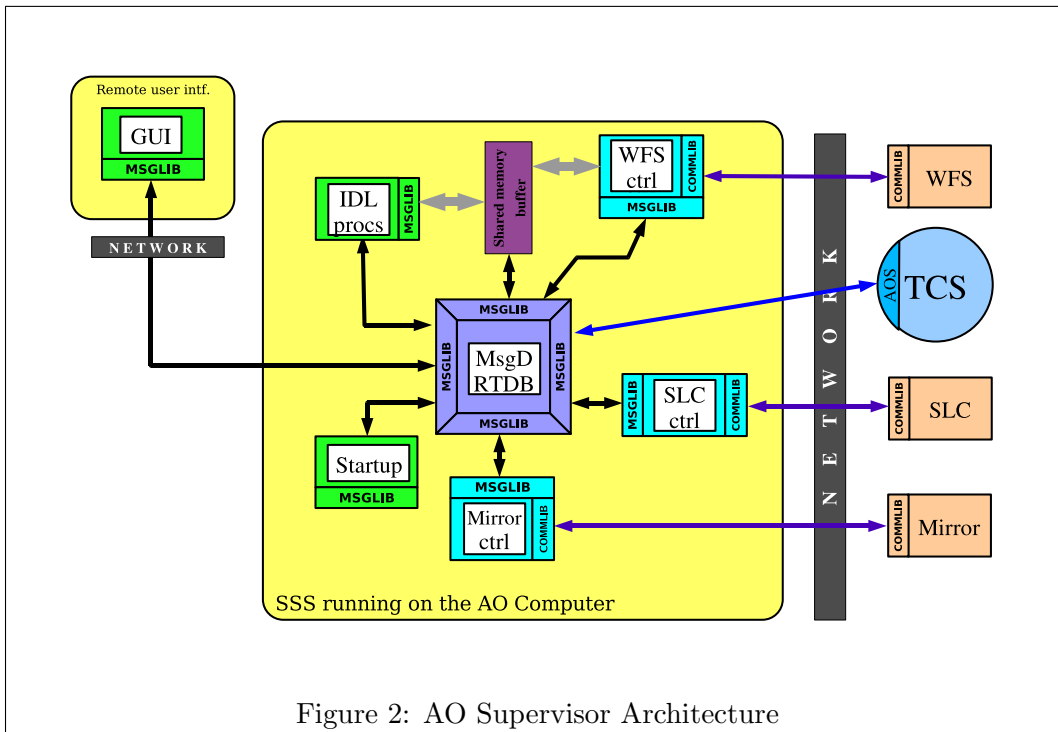 Remote user intf.
GUI
MSGLIB
NETWORK
IDL
procs
MSGLIB
Shared memory
buffer
WFS
ctrl
COMMLIB
MSGLIB
MSGLIB
MSGLIB
MsgD
RTDB
MSGLIB
MSGLIB
Startup
MSGLIB
MSGLIB
SLC
ctrl
COMMLIB
MSGLIB
Mirror
ctrl
COMMLIB
SSS running on the AO Computer
NETWORK
COMMLIB
WFS
AOS
TCS
COMMLIB
SLC
COMMLIB
Mirror
Figure 2: AO Supervisor Architecture